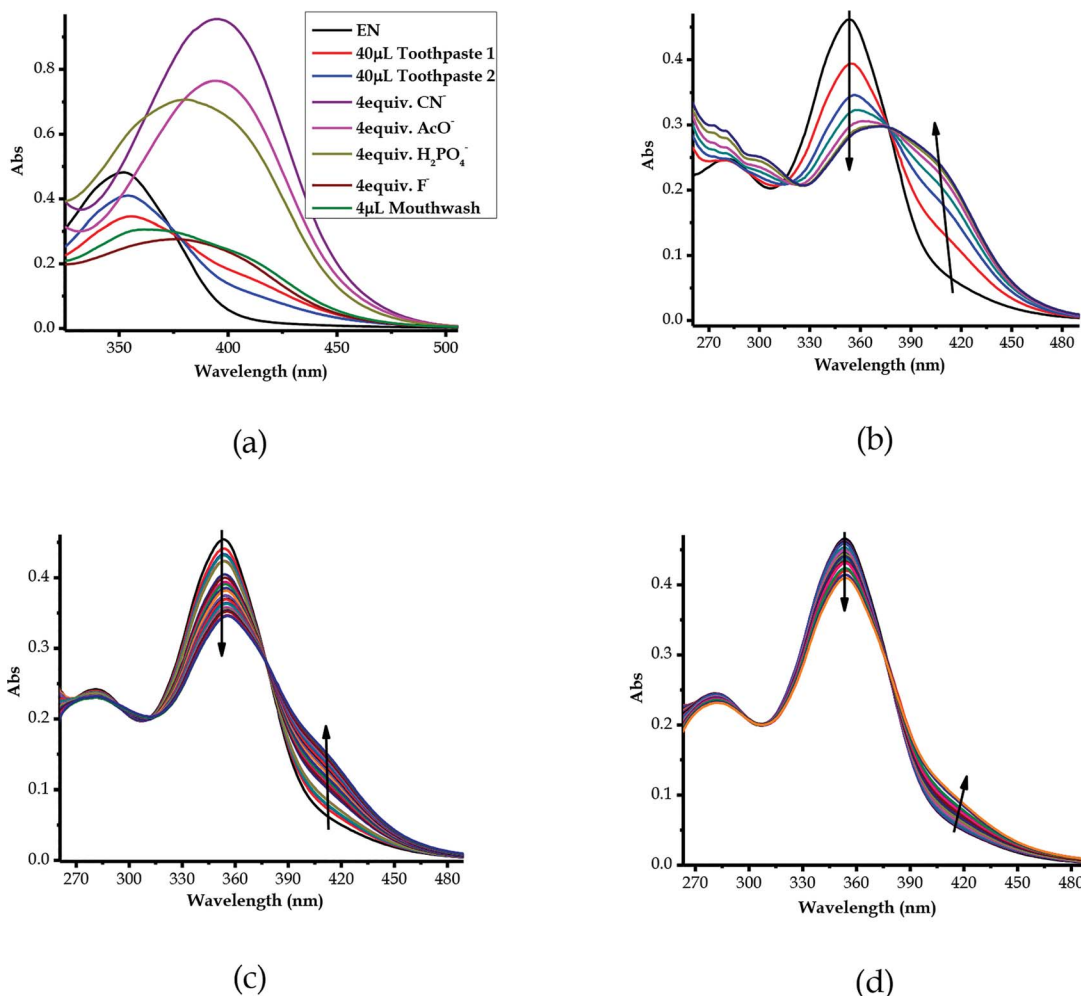 Abs
0.8
0.6
0.4
0.2
0.0
350
400
450
500
Wavelength (nm)
EN
40μL Toothpaste 1
40μL Toothpaste 2
4equiv. CN⁻
4equiv. AcO⁻
4equiv. H₂PO₄⁻
4equiv. F⁻
4μL Mouthwash
(a)
Abs
0.4
0.3
0.2
0.1
0.0
270
300
330
360
390
420
450
480
Wavelength (nm)
(b)
Abs
0.4
0.3
0.2
0.1
0.0
270
300
330
360
390
420
450
480
Wavelength (nm)
(c)
Abs
0.4
0.3
0.2
0.1
0.0
270
300
330
360
390
420
450
480
Wavelength (nm)
(d)